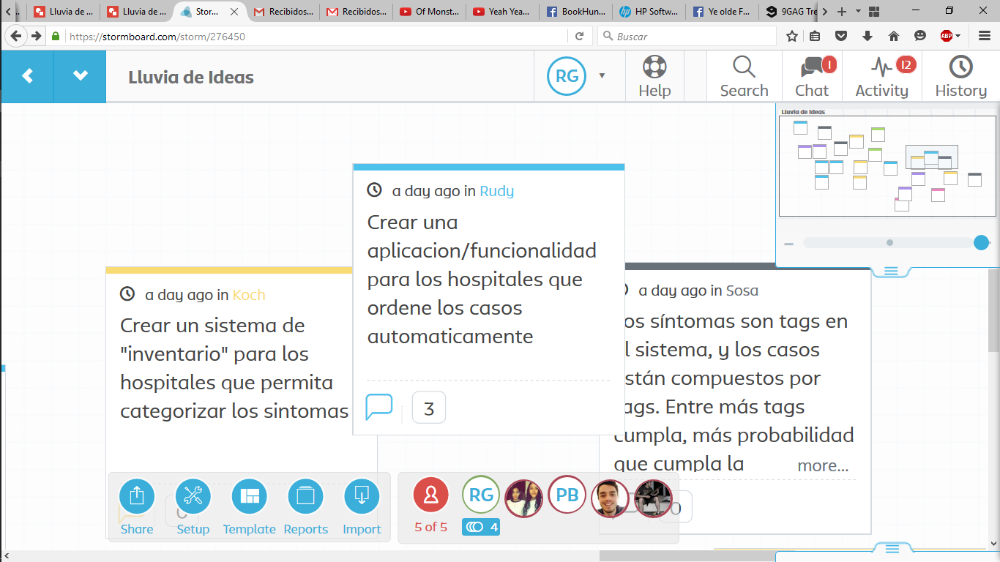 Lluvia de ...
Lluvia de ...
Stor...
Recibidos...
Recibidos...
Of Monst...
Yeah Yea...
BookHun...
HP Softw...
Ye olde F...
9GAG Tre
https://stormboard.com/storm/276450
Buscar
ABP
Lluvia de Ideas
RG
Help
Search
Chat
1
Activity
12
History
Lluvia de Ideas
a day ago in Rudy
Crear una
aplicacion/funcionalidad
para los hospitales que
ordene los casos
automaticamente
3
a day ago in Koch
Crear un sistema de
"inventario" para los
hospitales que permita
categorizar los sintomas
0
a day ago in Sosa
os síntomas son tags en
l sistema, y los casos
stán compuestos por
ags. Entre más tags
cumpla, más probabilidad
que cumpla la
more...
0
Share
Setup
Template
Reports
Import
5 of 5
RG
4
PB